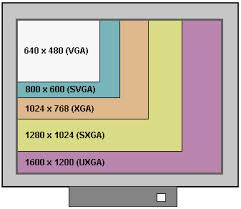 640 x 480 (VGA)
800 x 600 (SVGA)
1024 x 768 (XGA)
1280 x 1024 (SXGA)
1600 x 1200 (UXGA)